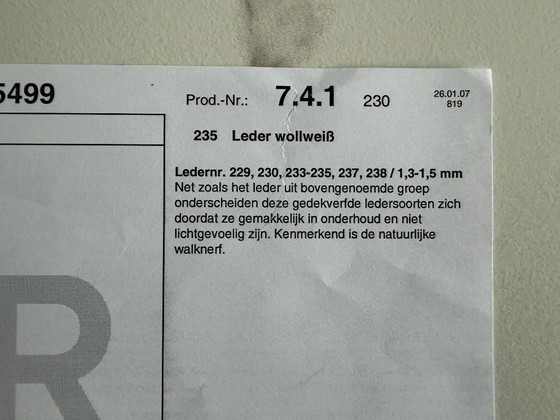 5499
Prod.-Nr.: 7.4.1 230
26.01.07
819
235 Leder wollweiß
Ledernr. 229, 230, 233-235, 237, 238 / 1,3-1,5 mm
Net zoals het leder uit bovengenoemde groep
onderscheiden deze gedekverfde ledersoorten zich
doordat ze gemakkelijk in onderhoud en niet
lichtgevoelig zijn. Kenmerkend is de natuurlijke
walknerf.
R